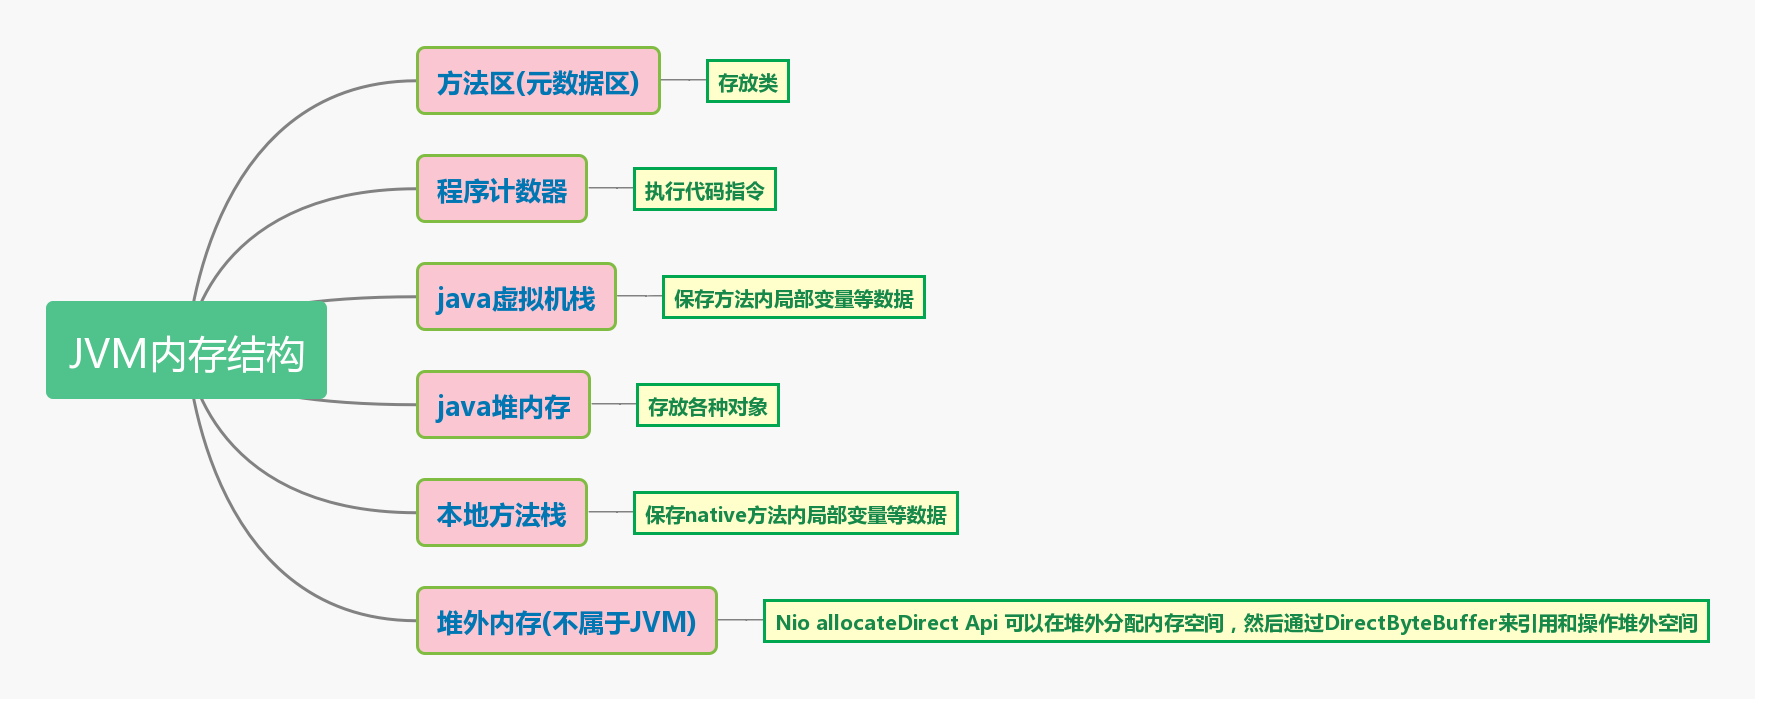 JVM内存结构
方法区(元数据区)
存放类
程序计数器
执行代码指令
java虚拟机栈
保存方法内局部变量等数据
java堆内存
存放各种对象
本地方法栈
保存native方法内局部变量等数据
堆外内存(不属于JVM)
Nio allocateDirect Api 可以在堆外分配内存空间，然后通过DirectByteBuffer来引用和操作堆外空间